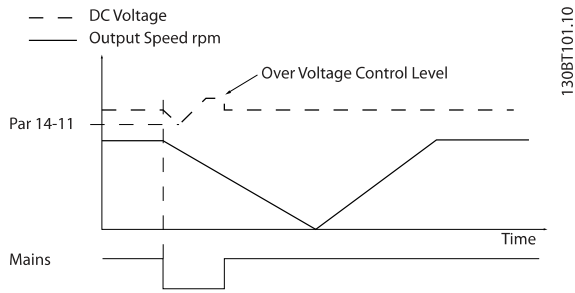 DC Voltage
Output Speed rpm
Over Voltage Control Level
Par 14-11
Time
Mains
130BT101.10